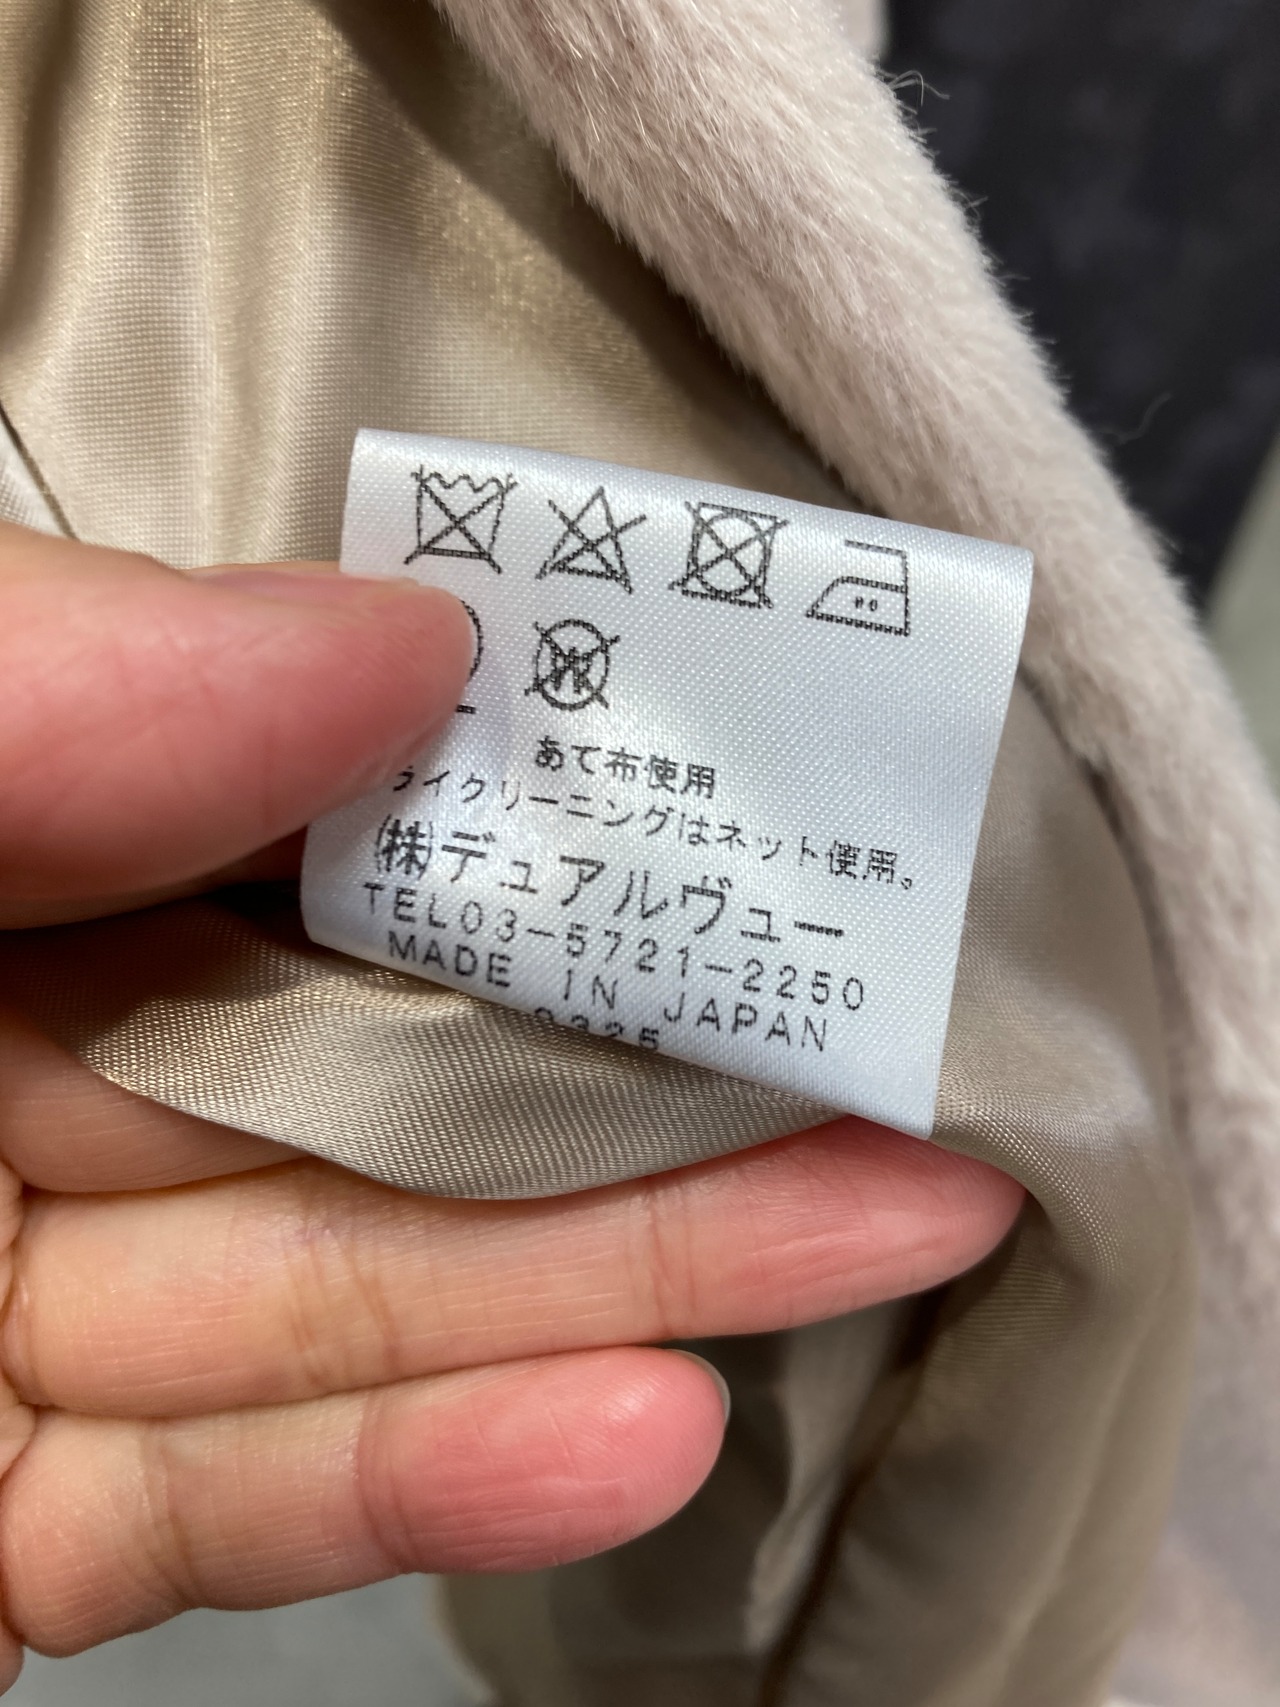 W
あて布使用
ライクリーニングはネット使用。
(株)デュアルヴュー
TEL03-5721-2250
MADE IN JAPAN